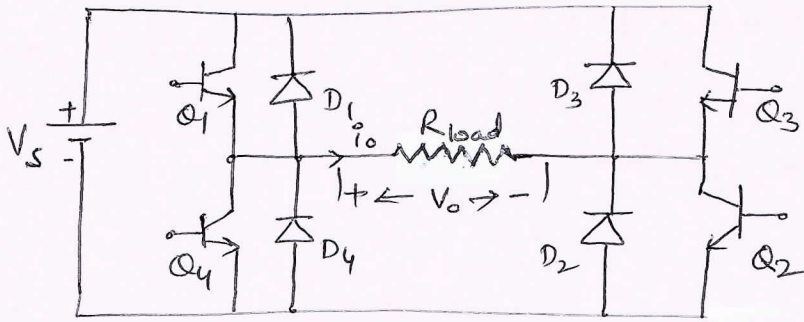 Q1
D1
D3
Q3
+
Vs
-
io
Rload
+ ← Vo → -
Q4
D4
D2
Q2